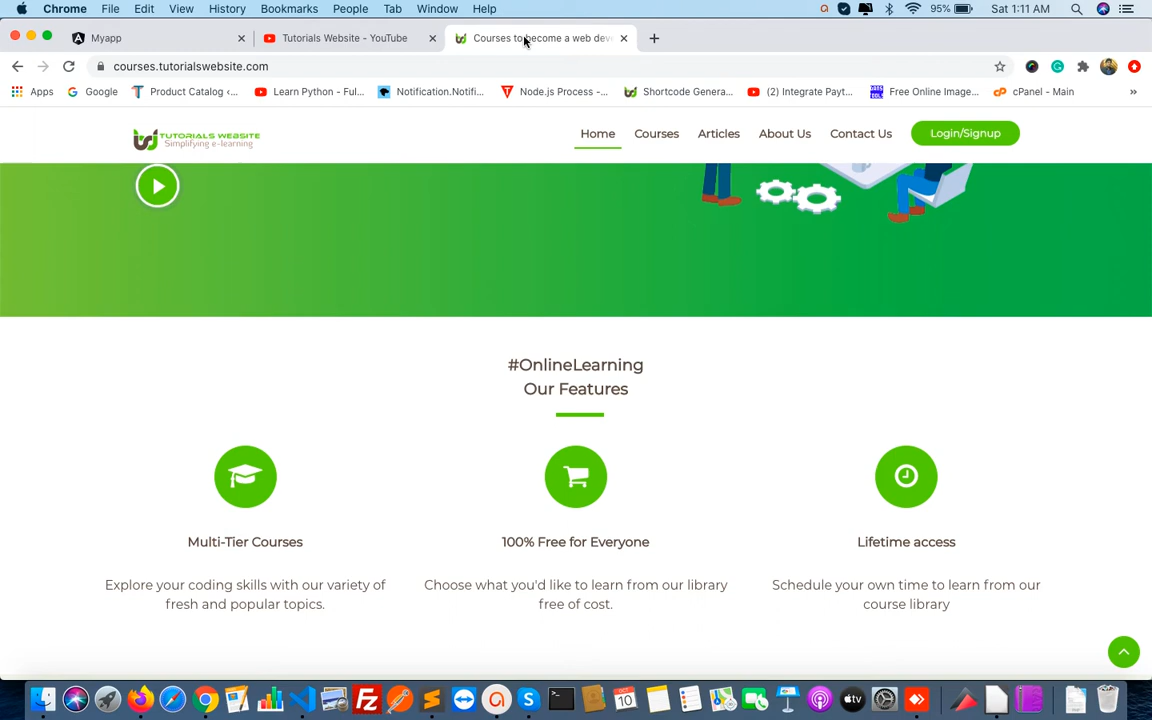 Chrome File Edit View History Bookmarks People Tab Window Help 95% Sat 1:11 AM
Myapp Tutorials Website - YouTube Courses to become a web dev
courses.tutorialswebsite.com
Apps Google Product Catalog -... Learn Python - Ful... Notification.Notifi... Node.js Process -... Shortcode Genera... (2) Integrate Payt... Free Online Image... cPanel - Main »
TUTORIALS WEBSITE
Simplifying e-learning
Home Courses Articles About Us Contact Us Login/Signup
#OnlineLearning
Our Features
Multi-Tier Courses
Explore your coding skills with our variety of
fresh and popular topics.
100% Free for Everyone
Choose what you'd like to learn from our library
free of cost.
Lifetime access
Schedule your own time to learn from our
course library